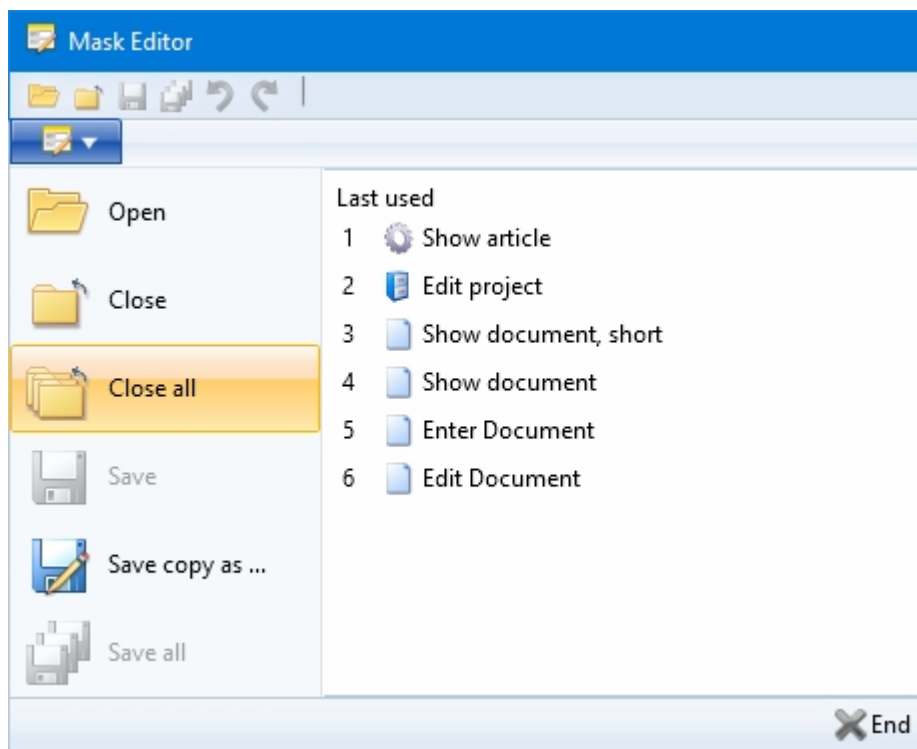 Mask Editor
Open
Close
Close all
Save
Save copy as ...
Save all
Last used
1 Show article
2 Edit project
3 Show document, short
4 Show document
5 Enter Document
6 Edit Document
End